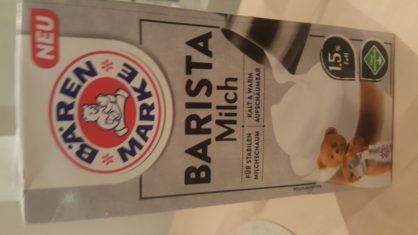 NEU
BÄREN
MARKE
BARISTA
Milch
FÜR STABILEN
MILCHSCHAUM
KALT & WARM
AUFSCHÄUMBAR
1,5%
Fett